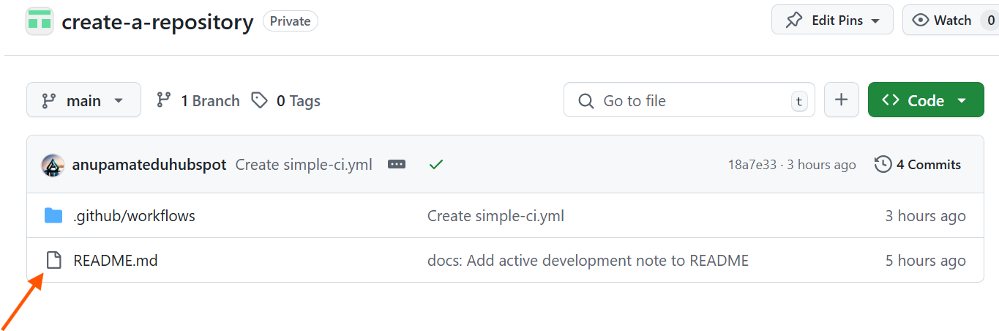 create-a-repository Private Edit Pins Watch 0
main 1 Branch 0 Tags Go to file t + Code
anupamateduhubspot Create simple-ci.yml 18a7e33 · 3 hours ago 4 Commits
.github/workflows Create simple-ci.yml 3 hours ago
README.md docs: Add active development note to README 5 hours ago